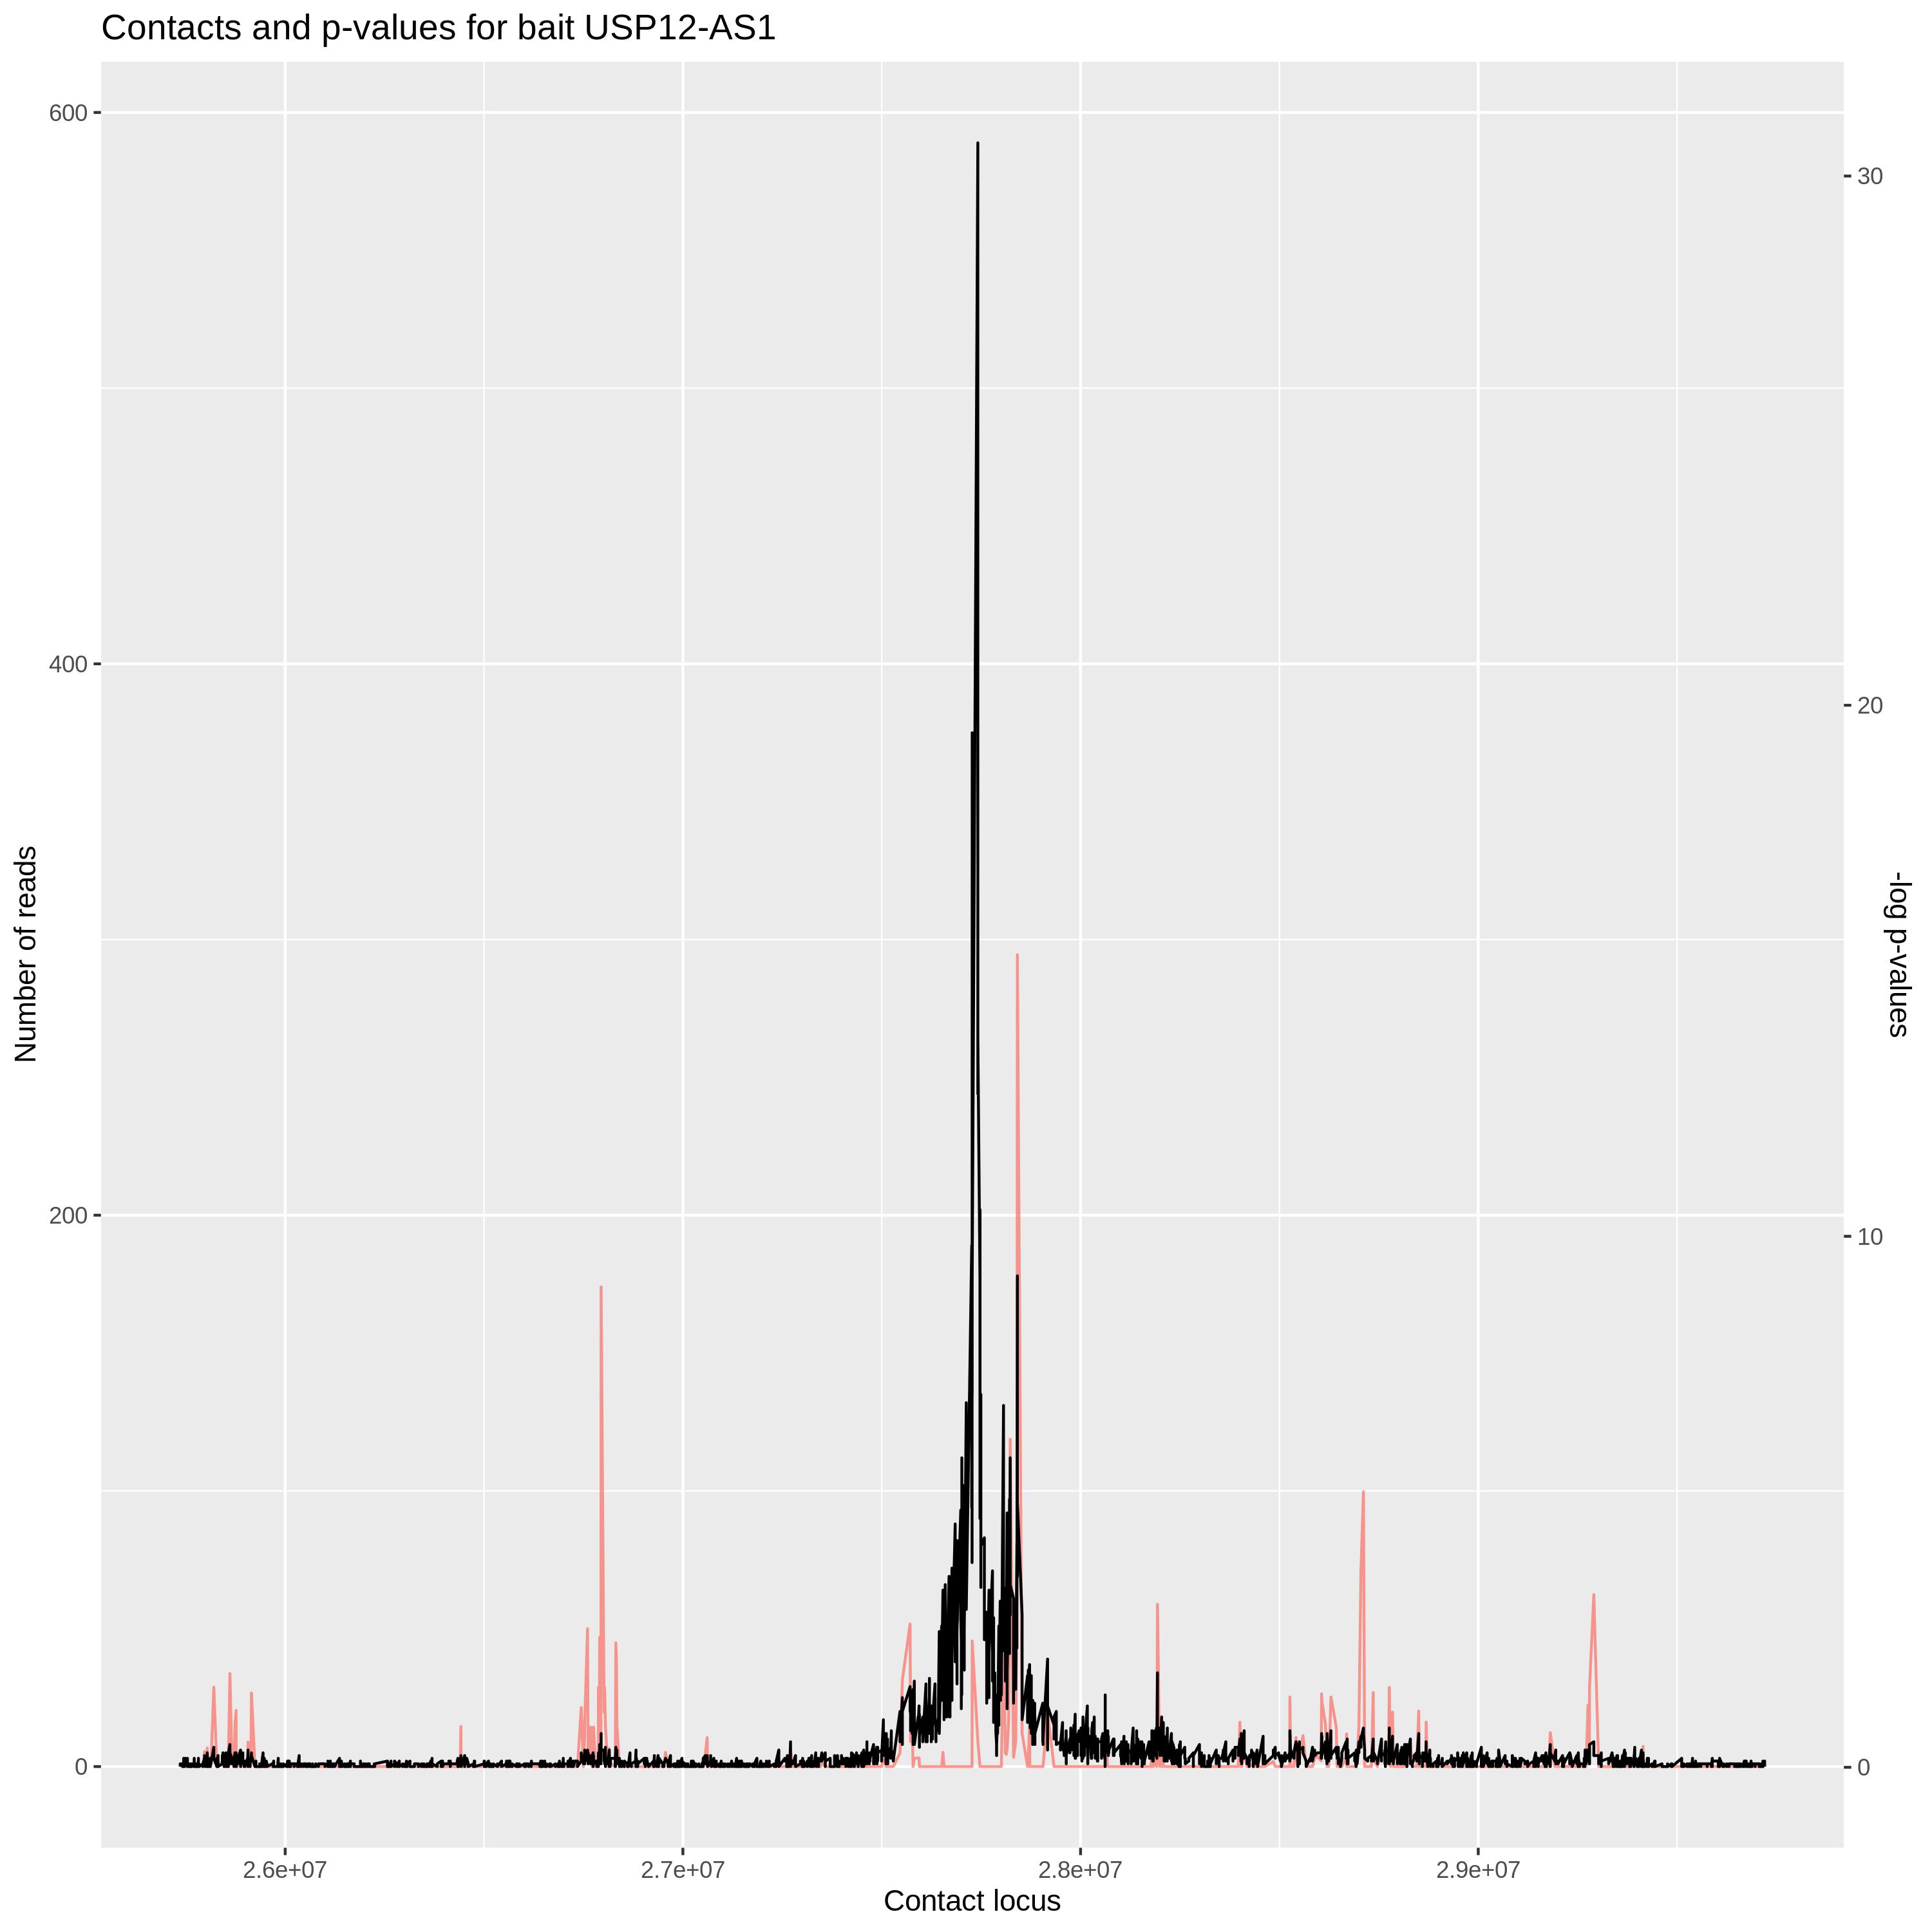 Contacts and p-values for bait USP12-AS1
600
400
200
0
30
20
10
0
Number of reads
-log p-values
2.6e+07
2.7e+07
2.8e+07
2.9e+07
Contact locus